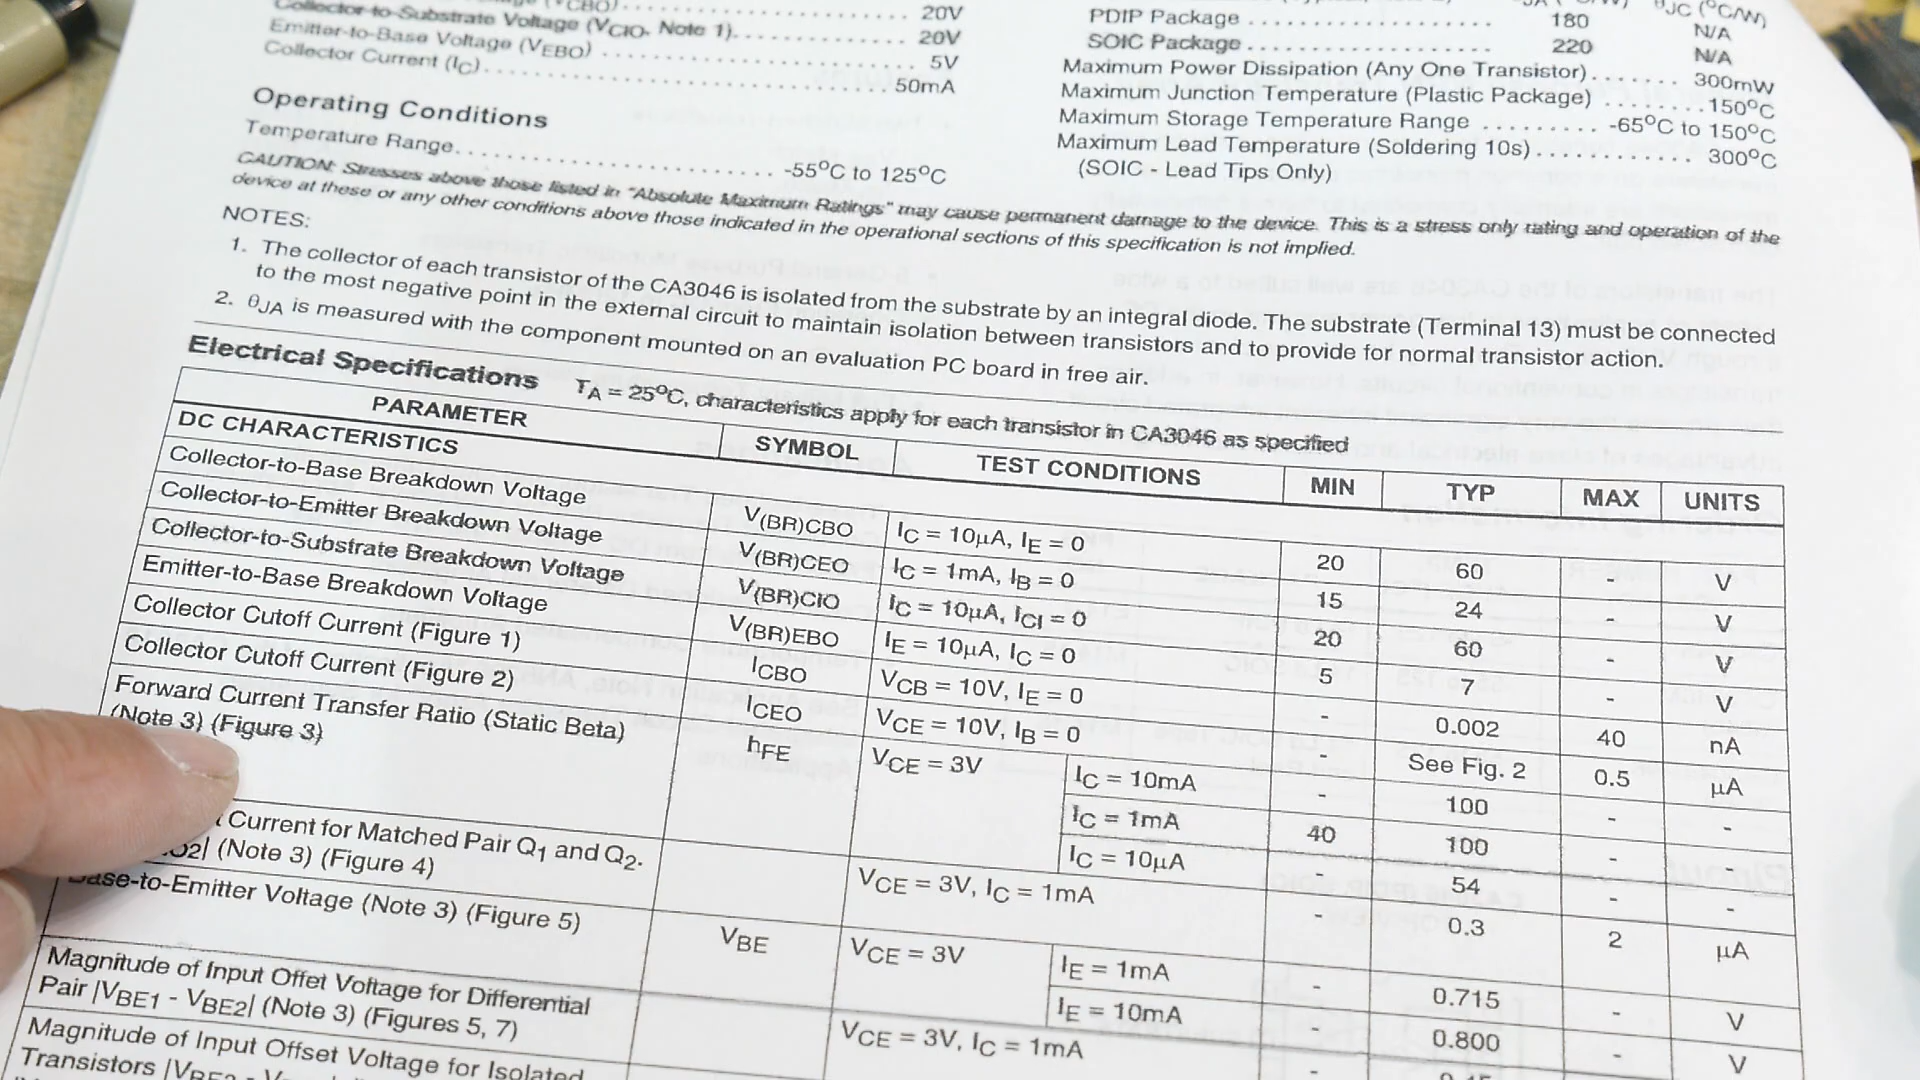 20V
Collector-to-Substrate Voltage (VCIO, Note 1). . . . . . . . . . . . . . 20V
Emitter-to-Base Voltage (VEBO) . . . . . . . . . . . . . . . . . . . . . . 5V
Collector Current (IC). . . . . . . . . . . . . . . . . . . . . . . . . . . . . 50mA
Operating Conditions
Temperature Range. . . . . . . . . . . . . . . . . . . . . . -55°C to 125°C
θJC (°C/W)
PDIP Package . . . . . . . . . . . . . . . . . . . 180 N/A
SOIC Package . . . . . . . . . . . . . . . . . . . 220 N/A
Maximum Power Dissipation (Any One Transistor) . . . . . . . 300mW
Maximum Junction Temperature (Plastic Package) . . . . . . . . 150°C
Maximum Storage Temperature Range . . . . . . . . . -65°C to 150°C
Maximum Lead Temperature (Soldering 10s) . . . . . . . . . . . . 300°C
(SOIC - Lead Tips Only)
CAUTION: Stresses above those listed in "Absolute Maximum Ratings" may cause permanent damage to the device. This is a stress only rating and operation of the
device at these or any other conditions above those indicated in the operational sections of this specification is not implied.
NOTES:
1. The collector of each transistor of the CA3046 is isolated from the substrate by an integral diode. The substrate (Terminal 13) must be connected
to the most negative point in the external circuit to maintain isolation between transistors and to provide for normal transistor action.
2. θJA is measured with the component mounted on an evaluation PC board in free air.
Electrical Specifications TA = 25°C, characteristics apply for each transistor in CA3046 as specified
PARAMETER SYMBOL TEST CONDITIONS MIN TYP MAX UNITS
DC CHARACTERISTICS
Collector-to-Base Breakdown Voltage V(BR)CBO IC = 10µA, IE = 0 20 60 - V
Collector-to-Emitter Breakdown Voltage V(BR)CEO IC = 1mA, IB = 0 15 24 - V
Collector-to-Substrate Breakdown Voltage V(BR)CIO IC = 10µA, ICI = 0 20 60 - V
Emitter-to-Base Breakdown Voltage V(BR)EBO IE = 10µA, IC = 0 5 7 - V
Collector Cutoff Current (Figure 1) ICBO VCB = 10V, IE = 0 - 0.002 40 nA
Collector Cutoff Current (Figure 2) ICEO VCE = 10V, IB = 0 - See Fig. 2 0.5 µA
Forward Current Transfer Ratio (Static Beta) hFE VCE = 3V IC = 10mA - 100 - -
(Note 3) (Figure 3) IC = 1mA 40 100 - -
IC = 10µA - 54 - -
Current for Matched Pair Q1 and Q2. VCE = 3V, IC = 1mA - 0.3 2 µA
(Note 3) (Figure 4)
Base-to-Emitter Voltage (Note 3) (Figure 5) VBE VCE = 3V IE = 1mA - 0.715 - V
IE = 10mA - 0.800 - V
Magnitude of Input Offet Voltage for Differential VCE = 3V, IC = 1mA -
Pair |VBE1 - VBE2| (Note 3) (Figures 5, 7)
Magnitude of Input Offset Voltage for Isolated
Transistors